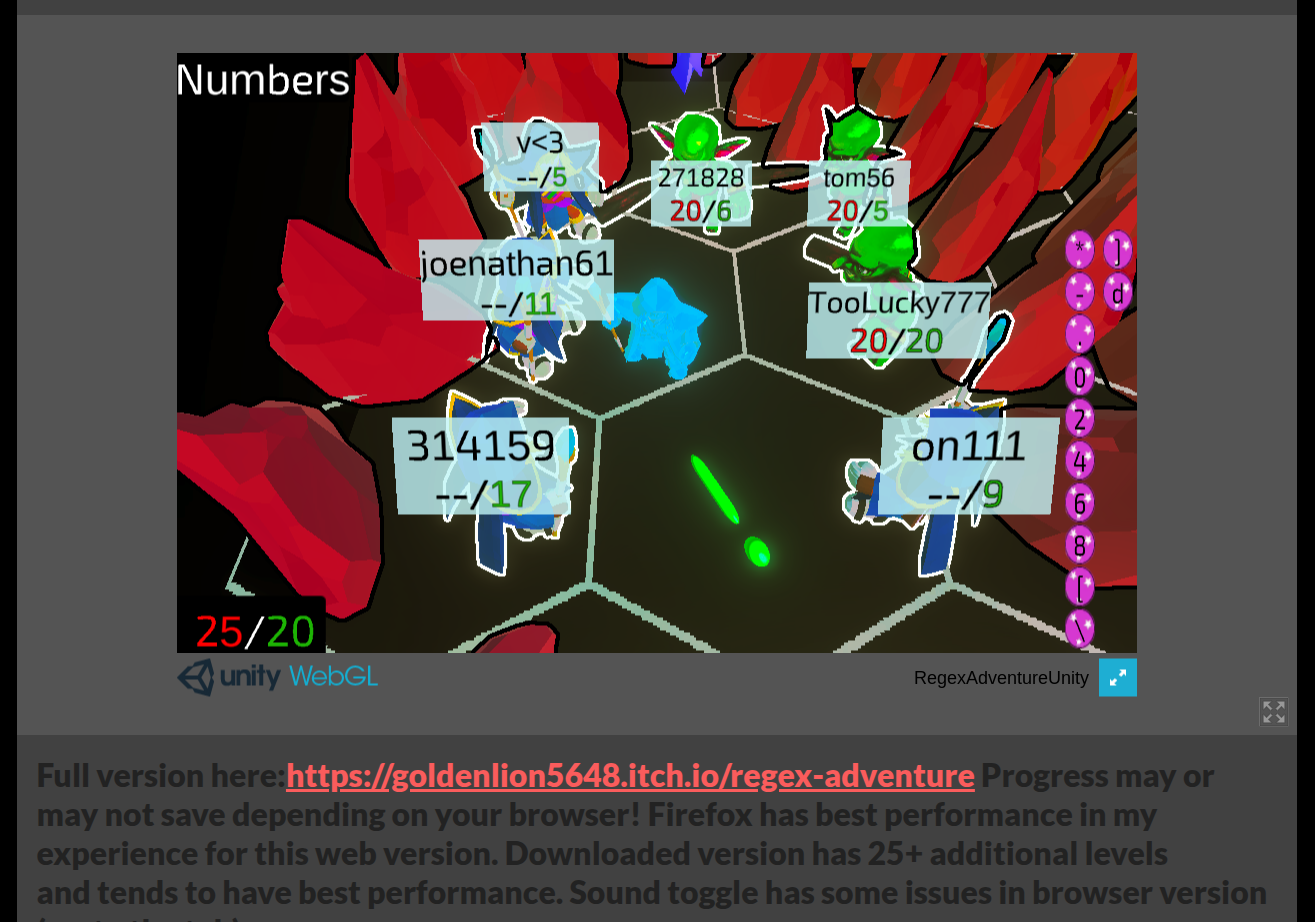 Numbers
v<3
--/5
271828
20/6
tom56
20/5
joenathan61
--/11
TooLucky777
20/20
314159
--/17
on111
--/9
* ]
- d
.
0
2
4
6
8
[
\
25/20
unity WebGL
RegexAdventureUnity
Full version here:https://goldenlion5648.itch.io/regex-adventure Progress may or
may not save depending on your browser! Firefox has best performance in my
experience for this web version. Downloaded version has 25+ additional levels
and tends to have best performance. Sound toggle has some issues in browser version